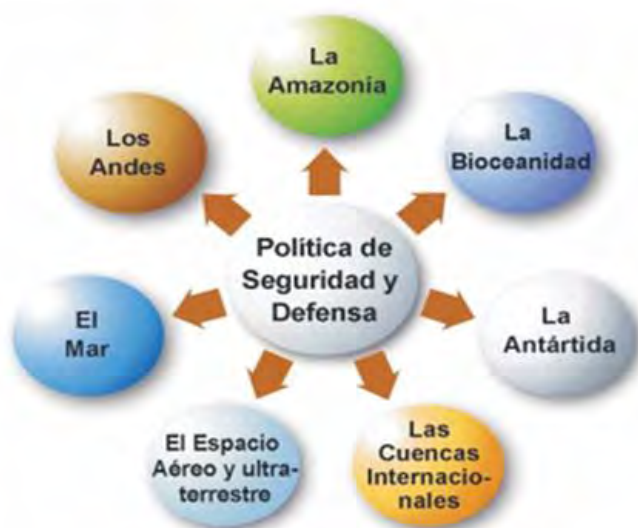 La
Amazonía
La
Bioceanidad
La
Antártida
Las
Cuencas
Internacio-
nales
El Espacio
Aéreo y ultra-
terrestre
El
Mar
Los
Andes
Política de
Seguridad y
Defensa